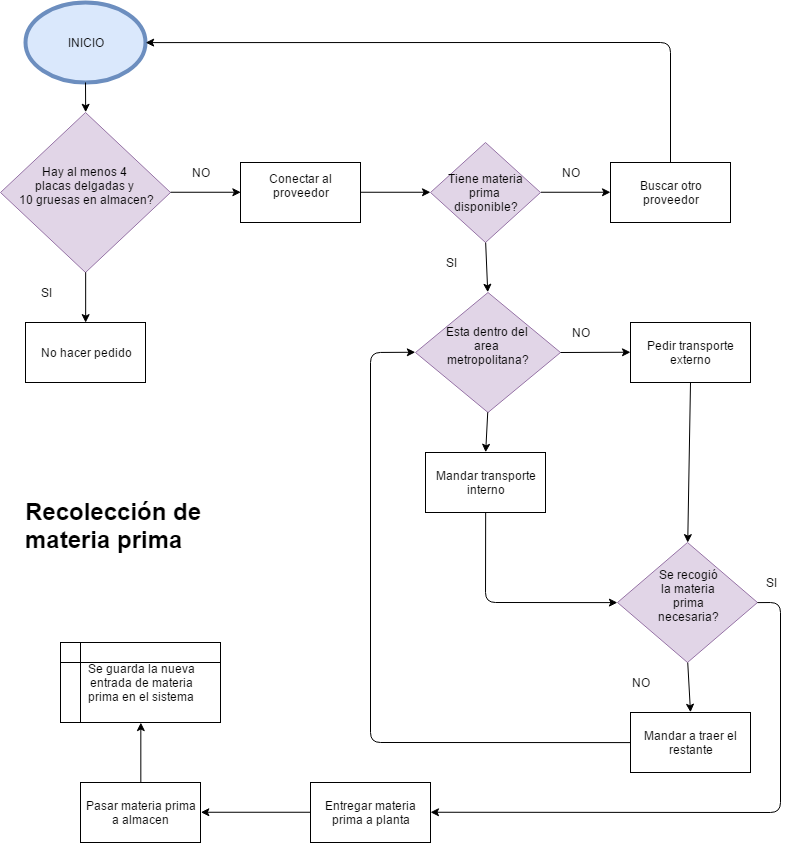 INICIO
Hay al menos 4
placas delgadas y
10 gruesas en almacen?
NO
Conectar al
proveedor
Tiene materia
prima
disponible?
NO
Buscar otro
proveedor
SI
SI
No hacer pedido
Esta dentro del
area
metropolitana?
NO
Pedir transporte
externo
Mandar transporte
interno
Recolección de
materia prima
Se recogió
la materia
prima
necesaria?
SI
NO
Se guarda la nueva
entrada de materia
prima en el sistema
Mandar a traer el
restante
Pasar materia prima
a almacen
Entregar materia
prima a planta